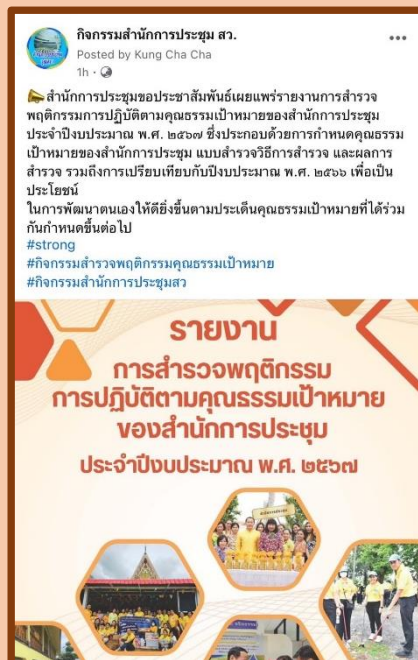 กิจกรรมสำนักการประชุม สว.
Posted by Kung Cha Cha
1h
สำนักการประชุมขอประชาสัมพันธ์เผยแพร่รายงานการสำรวจ
พฤติกรรมการปฏิบัติตามคุณธรรมเป้าหมายของสำนักการประชุม
ประจำปีงบประมาณ พ.ศ. ๒๕๖๗ ซึ่งประกอบด้วยการกำหนดคุณธรรม
เป้าหมายของสำนักการประชุม แบบสำรวจวิธีการสำรวจ และผลการ
สำรวจ รวมถึงการเปรียบเทียบกับปีงบประมาณ พ.ศ. ๒๕๖๖ เพื่อเป็น
ประโยชน์
ในการพัฒนาตนเองให้ดียิ่งขึ้นตามประเด็นคุณธรรมเป้าหมายที่ได้ร่วม
กันกำหนดขึ้นต่อไป
#strong
#กิจกรรมสำรวจพฤติกรรมคุณธรรมเป้าหมาย
#กิจกรรมสำนักการประชุมสว
รายงาน
การสำรวจพฤติกรรม
การปฏิบัติตามคุณธรรมเป้าหมาย
ของสำนักการประชุม
ประจำปีงบประมาณ พ.ศ. ๒๕๖๗